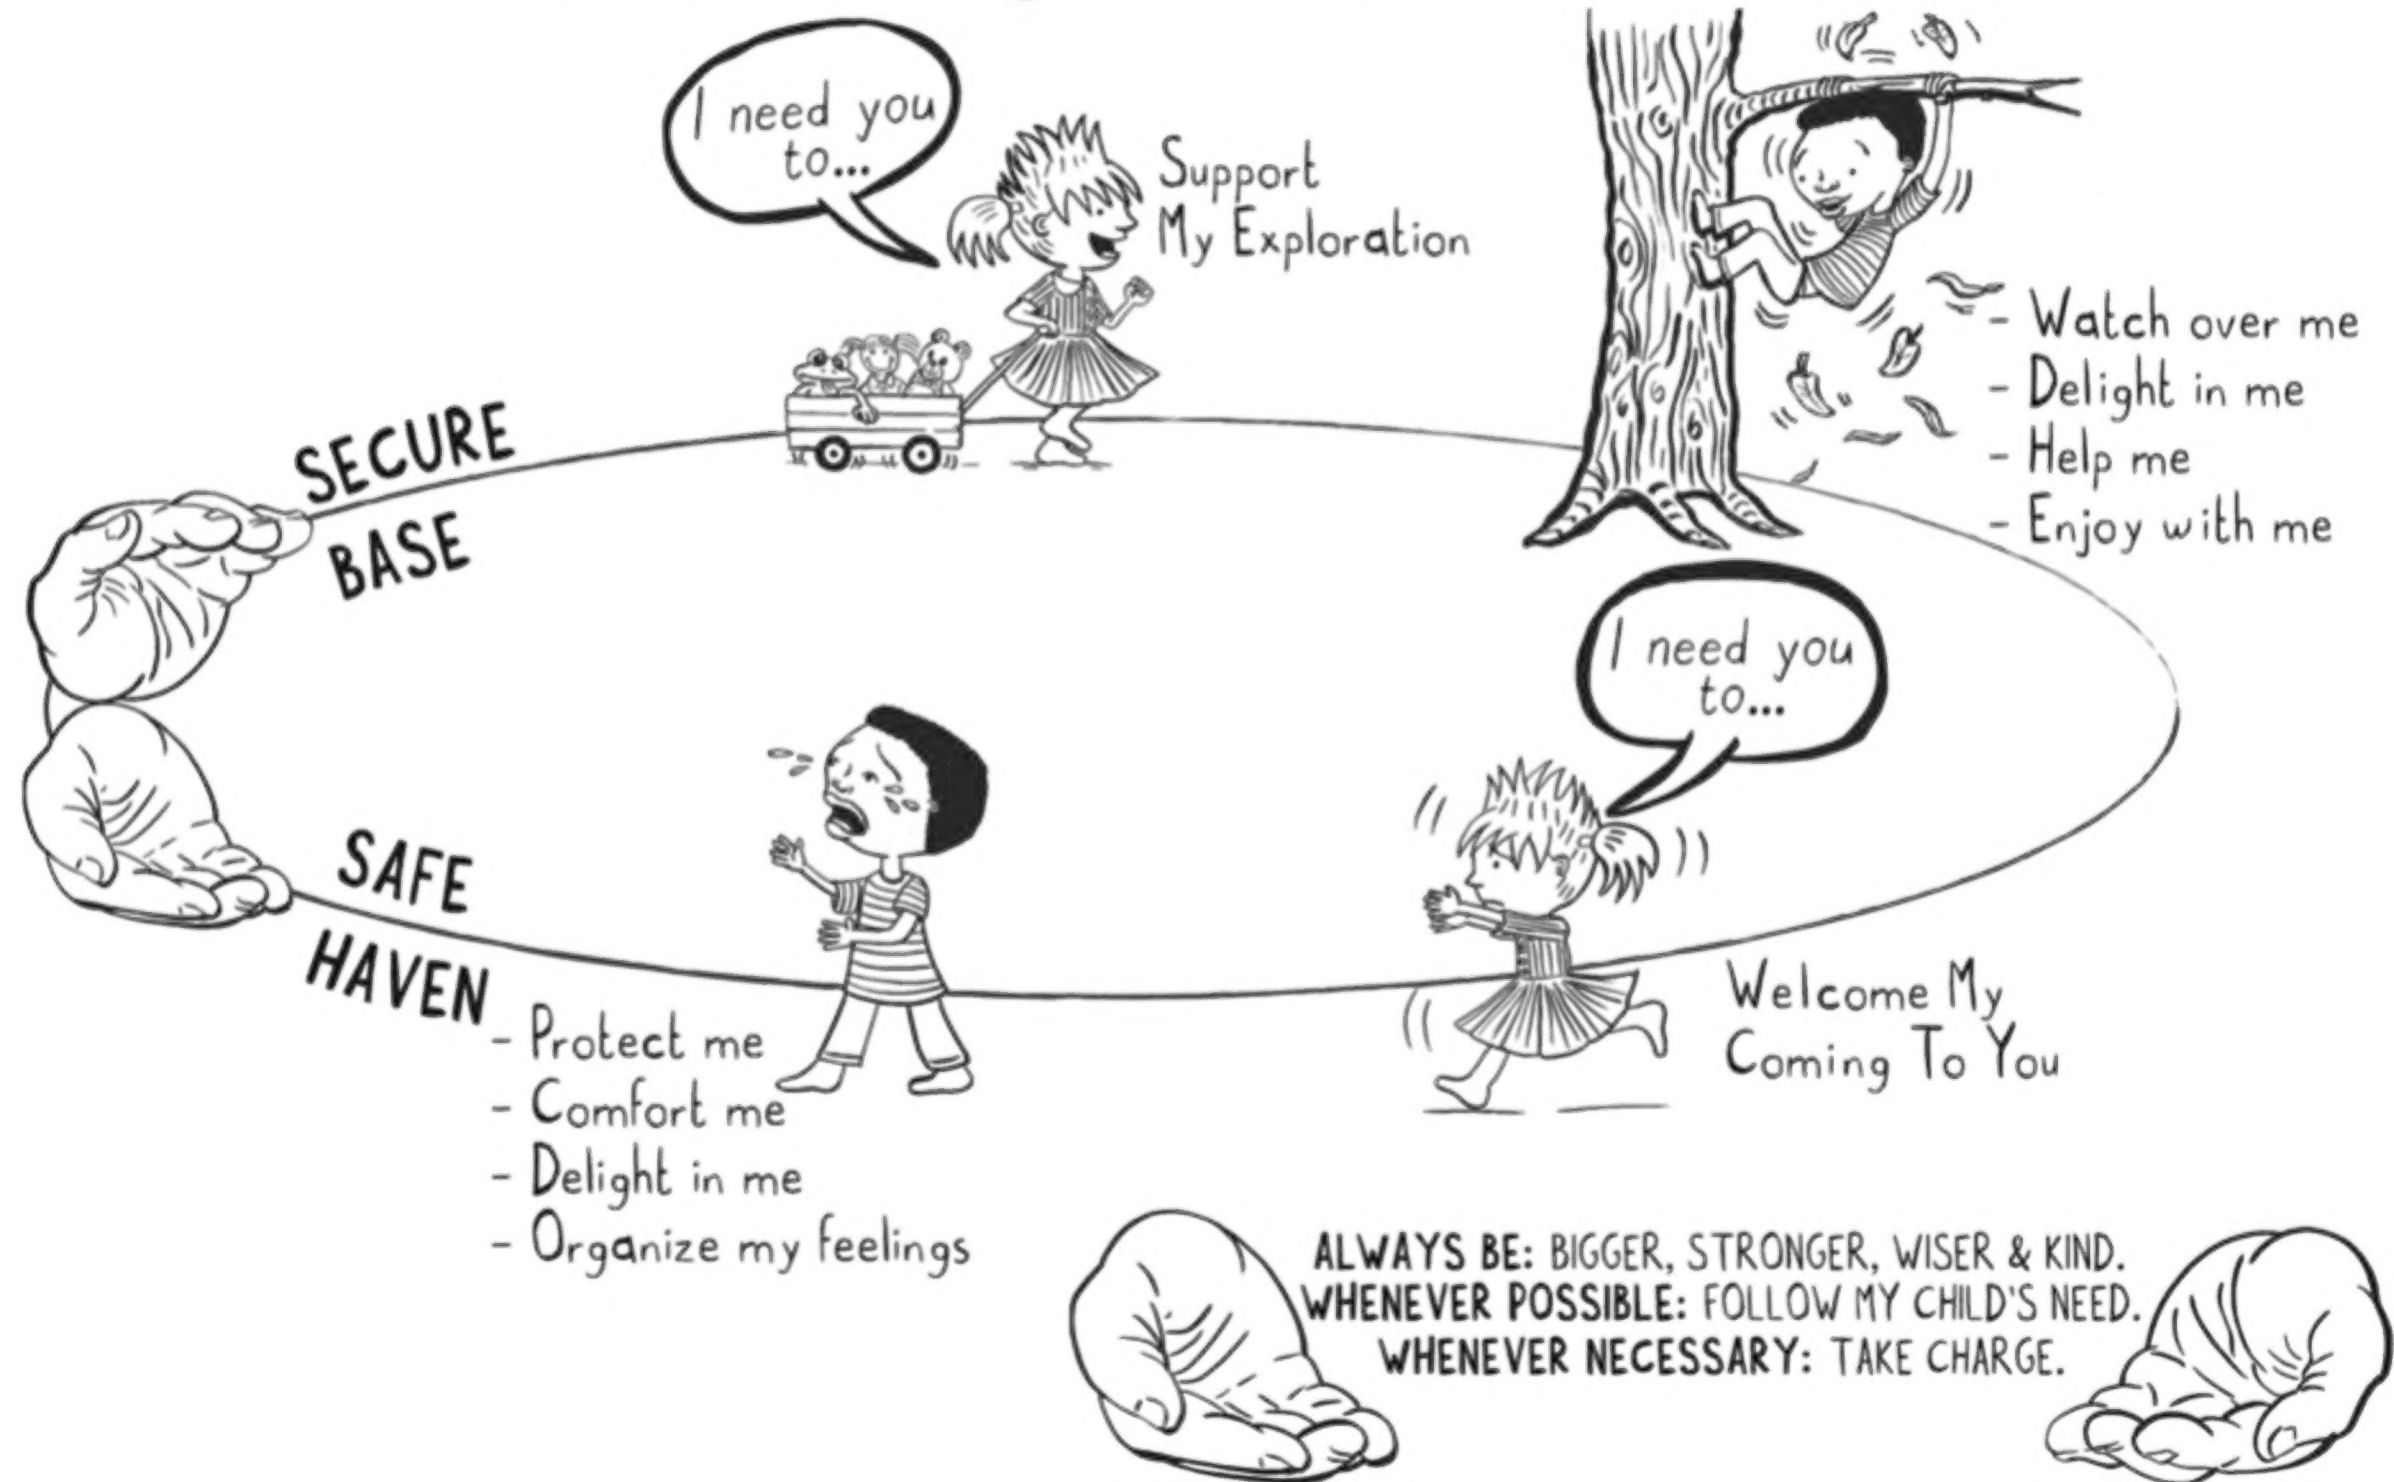 I need you
to...
Support
My Exploration
- Watch over me
- Delight in me
- Help me
- Enjoy with me
SECURE
BASE
I need you
to...
Welcome My
Coming To You
SAFE
HAVEN
- Protect me
- Comfort me
- Delight in me
- Organize my feelings
ALWAYS BE: BIGGER, STRONGER, WISER & KIND.
WHENEVER POSSIBLE: FOLLOW MY CHILD'S NEED.
WHENEVER NECESSARY: TAKE CHARGE.